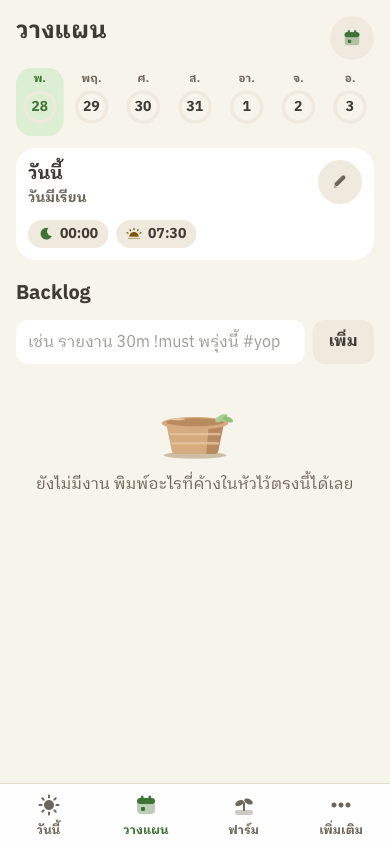 วางแผน
พ. พฤ. ศ. ส. อา. จ. อ.
28 29 30 31 1 2 3
วันนี้
วันมีเรียน
00:00 07:30
Backlog
เช่น รายงาน 30m !must พรุ่งนี้ #yop
เพิ่ม
ยังไม่มีงาน พิมพ์อะไรที่ค้างในหัวไว้ตรงนี้ได้เลย
วันนี้ วางแผน ฟาร์ม เพิ่มเติม